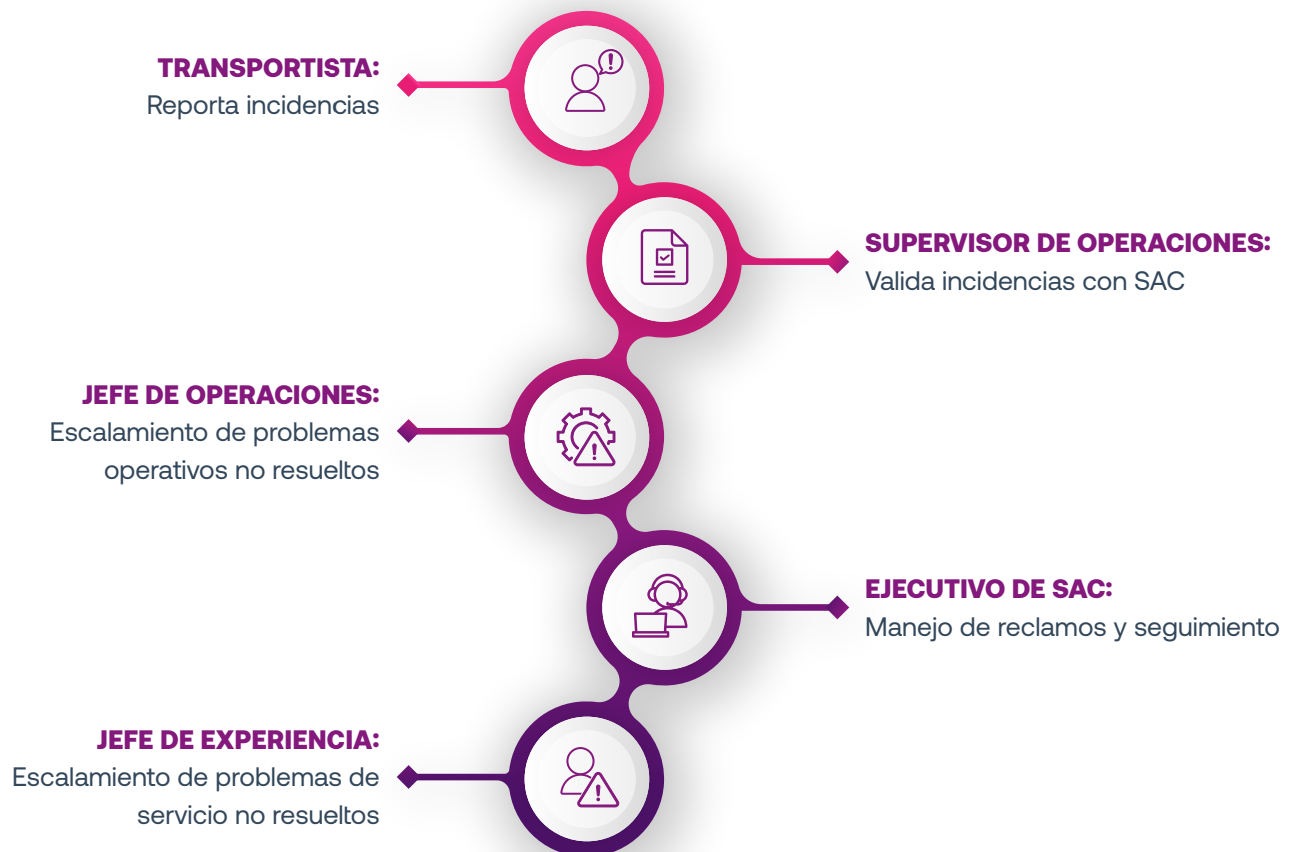 TRANSPORTISTA:
Reporta incidencias
SUPERVISOR DE OPERACIONES:
Valida incidencias con SAC
JEFE DE OPERACIONES:
Escalamiento de problemas
operativos no resueltos
EJECUTIVO DE SAC:
Manejo de reclamos y seguimiento
JEFE DE EXPERIENCIA:
Escalamiento de problemas de
servicio no resueltos